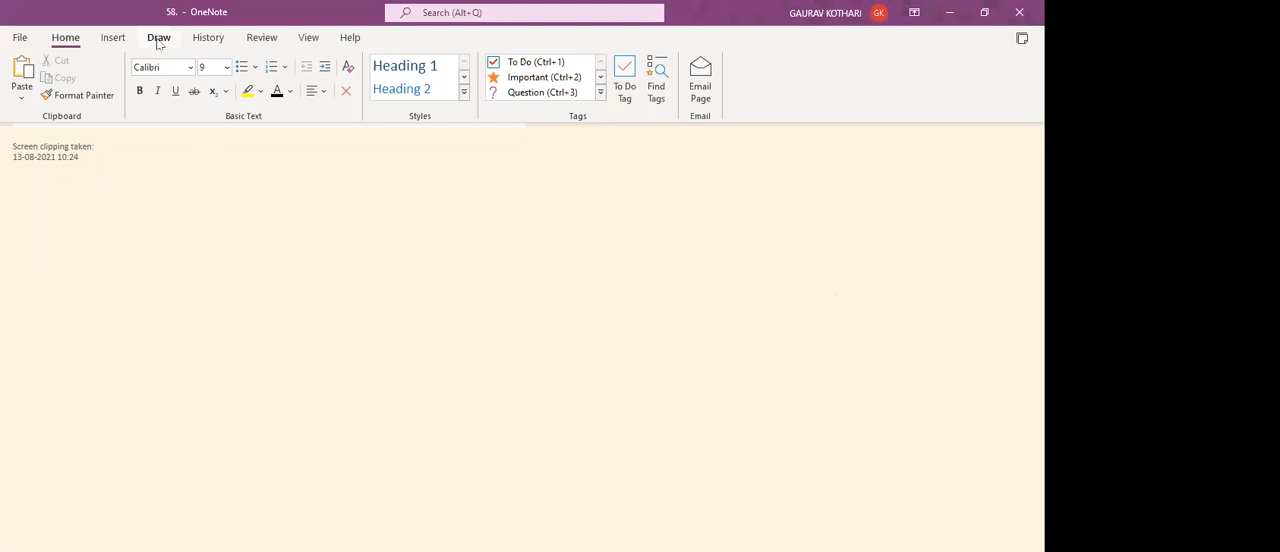 58. - OneNote
Search (Alt+Q)
GAURAV KOTHARI
GK
File Home Insert Draw History Review View Help
Paste
Cut
Copy
Format Painter
Clipboard
Calibri 9
B I U ab x₂ A
Basic Text
Heading 1
Heading 2
Styles
To Do (Ctrl+1)
Important (Ctrl+2)
Question (Ctrl+3)
To Do
Tag
Find
Tags
Tags
Email
Page
Email
Screen clipping taken:
13-08-2021 10:24